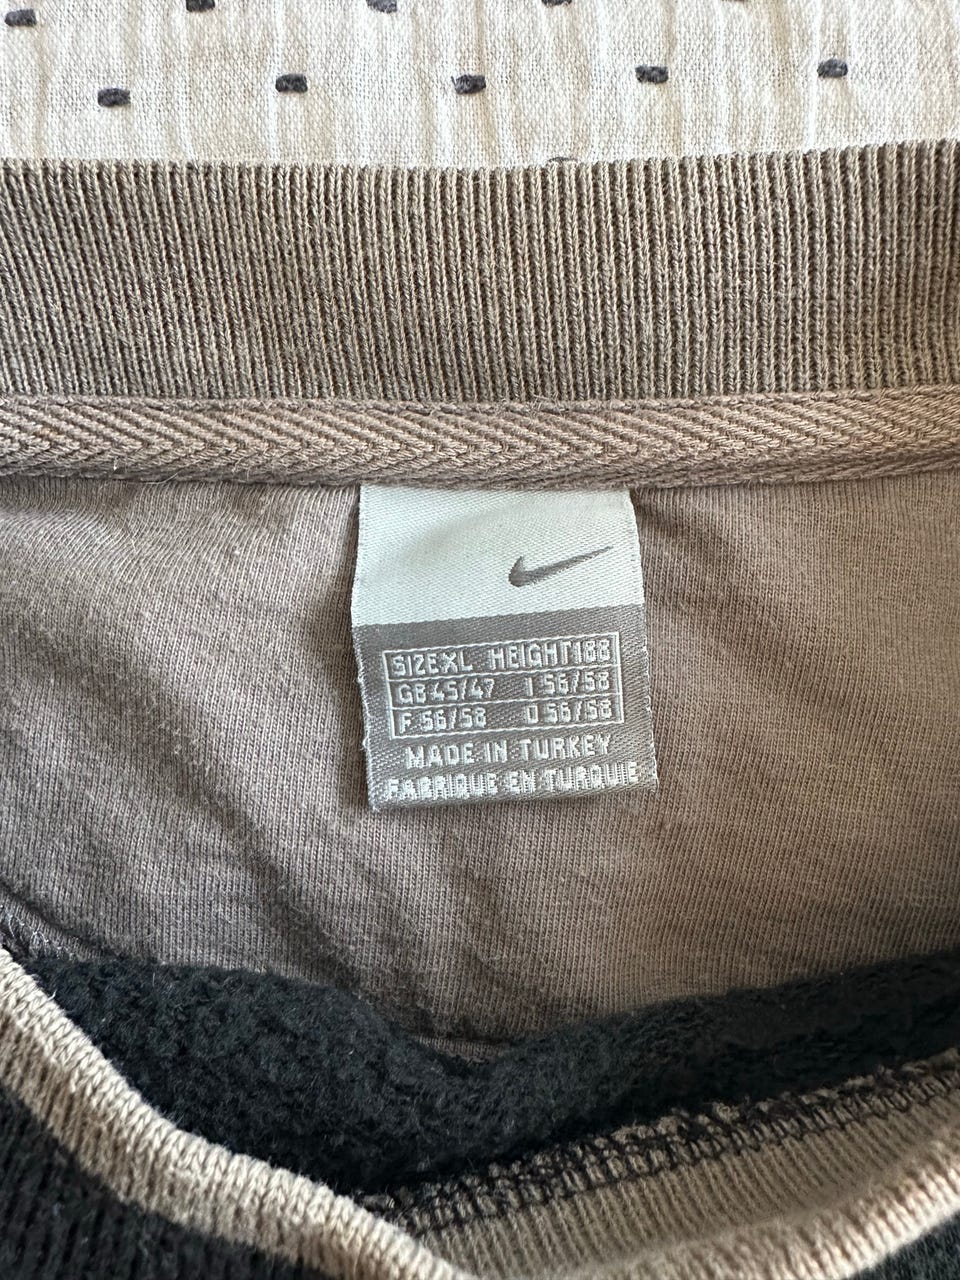 SIZE XL HEIGHT 188
GB 45/47 I 56/58
F 56/58 D 56/58
MADE IN TURKEY
FABRIQUE EN TURQUIE